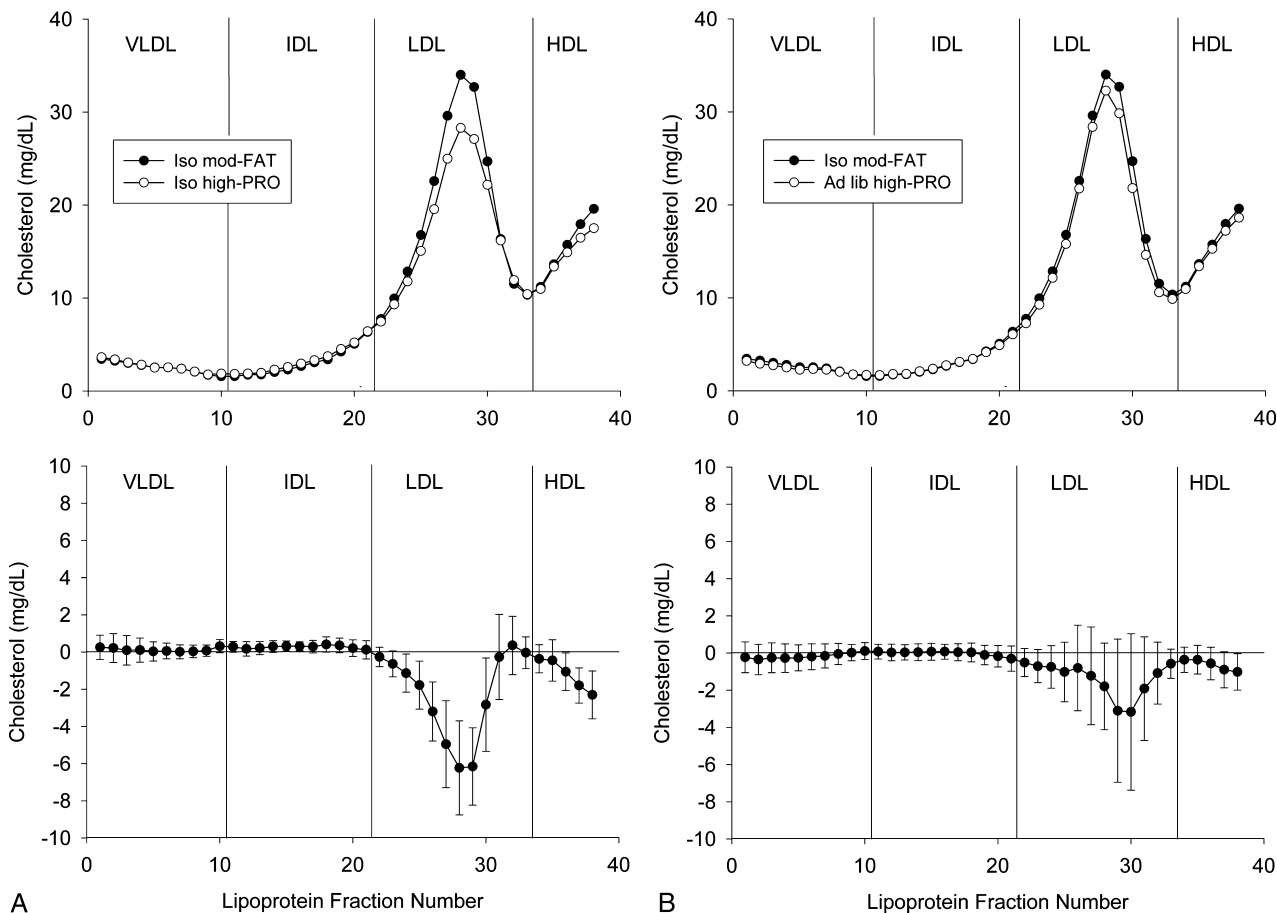 40
30
20
10
0
Cholesterol (mg/dL)
VLDL IDL LDL HDL
Iso mod-FAT
Iso high-PRO
0 10 20 30 40
40
30
20
10
0
Cholesterol (mg/dL)
VLDL IDL LDL HDL
Iso mod-FAT
Ad lib high-PRO
0 10 20 30 40
10
8
6
4
2
0
-2
-4
-6
-8
-10
Cholesterol (mg/dL)
VLDL IDL LDL HDL
0 10 20 30 40
A Lipoprotein Fraction Number
10
8
6
4
2
0
-2
-4
-6
-8
-10
Cholesterol (mg/dL)
VLDL IDL LDL HDL
0 10 20 30 40
B Lipoprotein Fraction Number